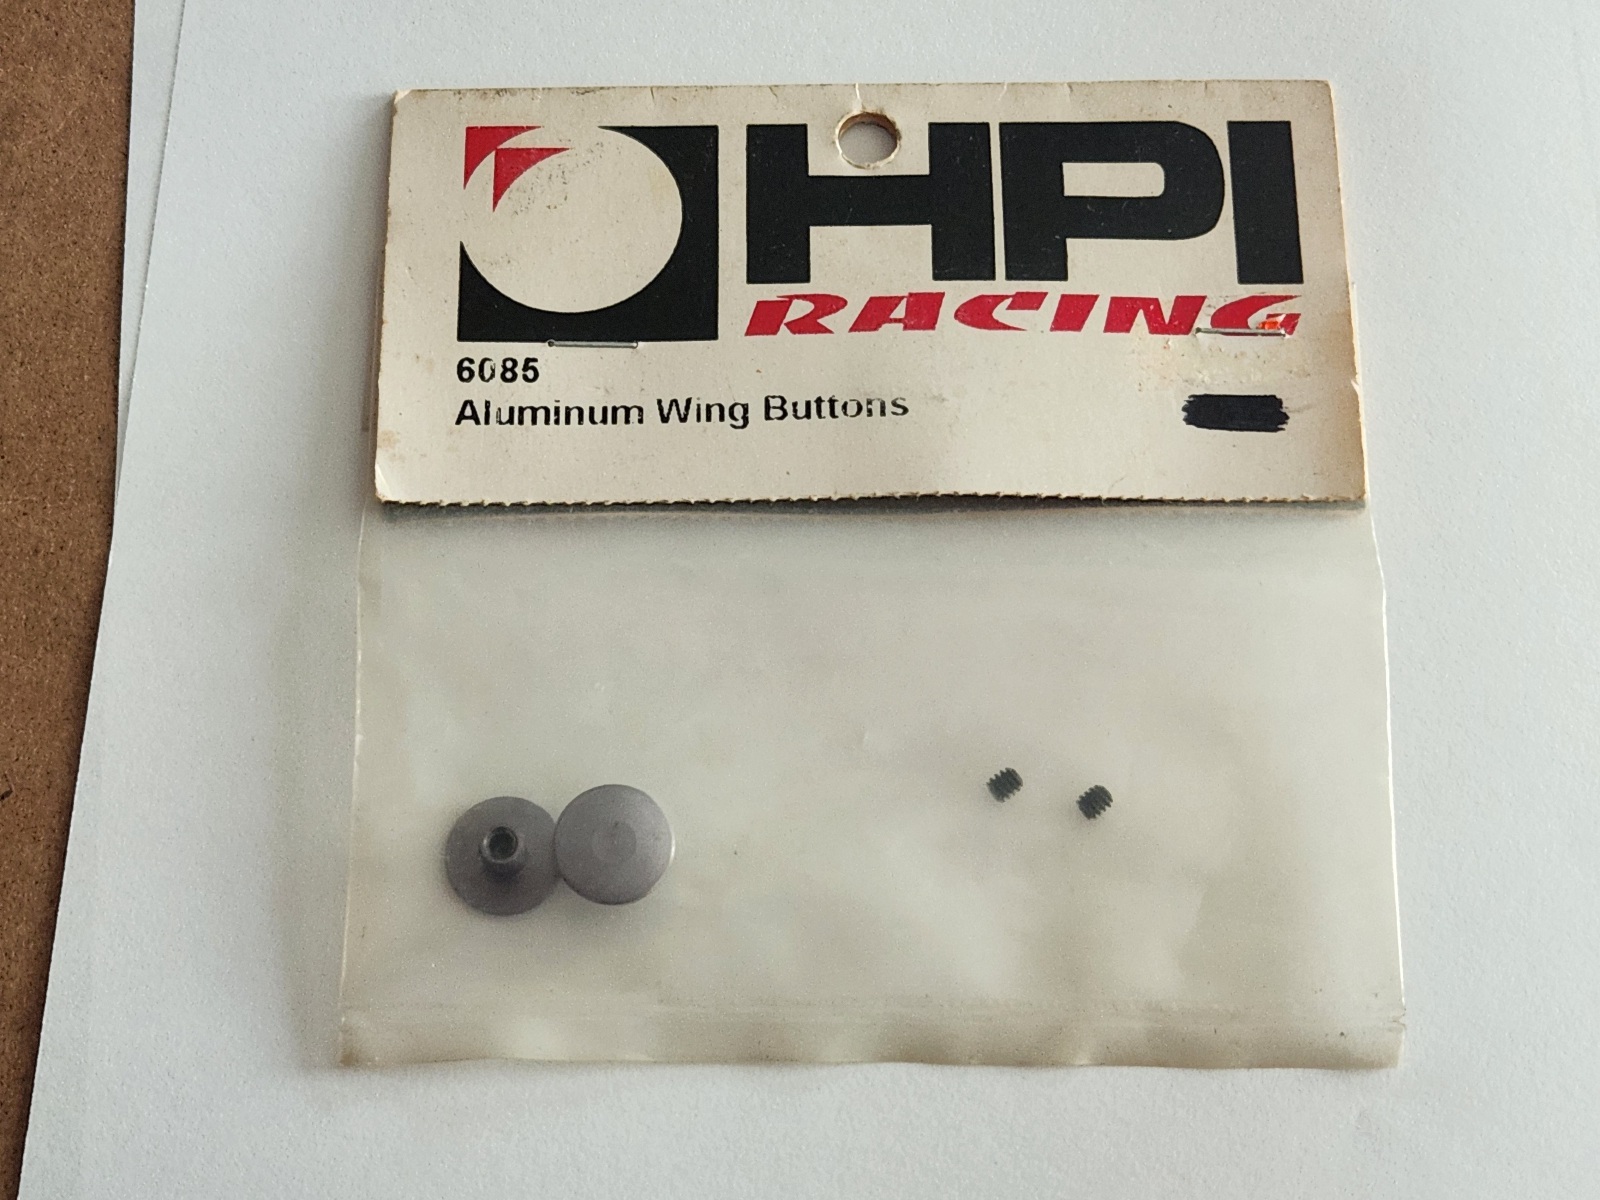 HPI
RACING
6085
Aluminum Wing Buttons